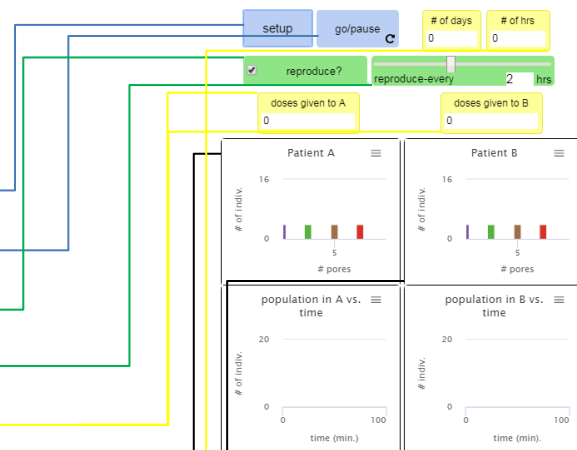 setup
go/pause
# of days
0
# of hrs
0
reproduce?
reproduce-every
2
hrs
doses given to A
0
doses given to B
0
Patient A
16
0
5
# of indiv.
# pores
Patient B
16
0
5
# of indiv.
# pores
population in A vs.
time
20
0
0
100
# of indiv.
time (min.)
population in B vs.
time
20
0
0
100
# indiv.
time (min).